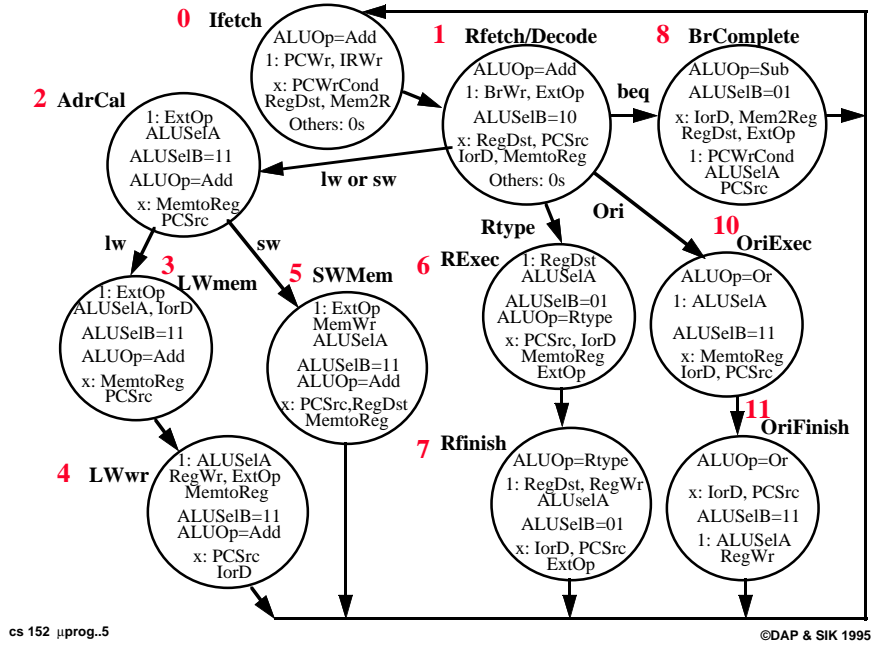 0 Ifetch
ALUOp=Add
1: PCWr, IRWr
x: PCWrCond
RegDst, Mem2R
Others: 0s
1 Rfetch/Decode
ALUOp=Add
1: BrWr, ExtOp
ALUSelB=10
x: RegDst, PCSrc
IorD, MemtoReg
Others: 0s
beq
8 BrComplete
ALUOp=Sub
ALUSelB=01
x: IorD, Mem2Reg
RegDst, ExtOp
1: PCWrCond
ALUSelA
PCSrc
2 AdrCal
1: ExtOp
ALUSelA
ALUSelB=11
ALUOp=Add
x: MemtoReg
PCSrc
lw or sw
lw
sw
Rtype
Ori
3 LWmem
1: ExtOp
ALUSelA, IorD
ALUSelB=11
ALUOp=Add
x: MemtoReg
PCSrc
5 SWMem
1: ExtOp
MemWr
ALUSelA
ALUSelB=11
ALUOp=Add
x: PCSrc,RegDst
MemtoReg
6 RExec
1: RegDst
ALUSelA
ALUSelB=01
ALUOp=Rtype
x: PCSrc, IorD
MemtoReg
ExtOp
10
OriExec
ALUOp=Or
1: ALUSelA
ALUSelB=11
x: MemtoReg
IorD, PCSrc
4 LWwr
1: ALUSelA
RegWr, ExtOp
MemtoReg
ALUSelB=11
ALUOp=Add
x: PCSrc
IorD
7 Rfinish
ALUOp=Rtype
1: RegDst, RegWr
ALUselA
ALUSelB=01
x: IorD, PCSrc
ExtOp
11
OriFinish
ALUOp=Or
x: IorD, PCSrc
ALUSelB=11
1: ALUSelA
RegWr
cs 152 µprog..5
©DAP & SIK 1995